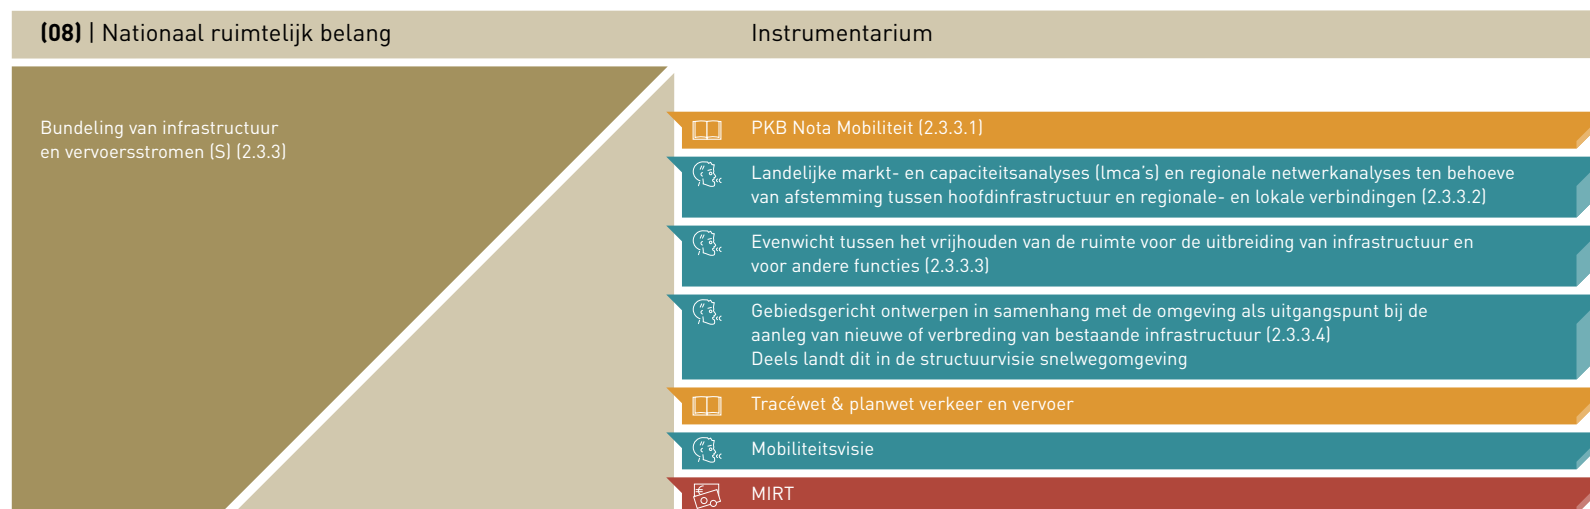 (08) | Nationaal ruimtelijk belang
Instrumentarium
Bundeling van infrastructuur
en vervoersstromen (S) (2.3.3)
PKB Nota Mobiliteit (2.3.3.1)
Landelijke markt- en capaciteitsanalyses (lmca's) en regionale netwerkanalyses ten behoeve
van afstemming tussen hoofdinfrastructuur en regionale- en lokale verbindingen (2.3.3.2)
Evenwicht tussen het vrijhouden van de ruimte voor de uitbreiding van infrastructuur en
voor andere functies (2.3.3.3)
Gebiedsgericht ontwerpen in samenhang met de omgeving als uitgangspunt bij de
aanleg van nieuwe of verbreding van bestaande infrastructuur (2.3.3.4)
Deels landt dit in de structuurvisie snelwegomgeving
Tracéwet & planwet verkeer en vervoer
Mobiliteitsvisie
MIRT